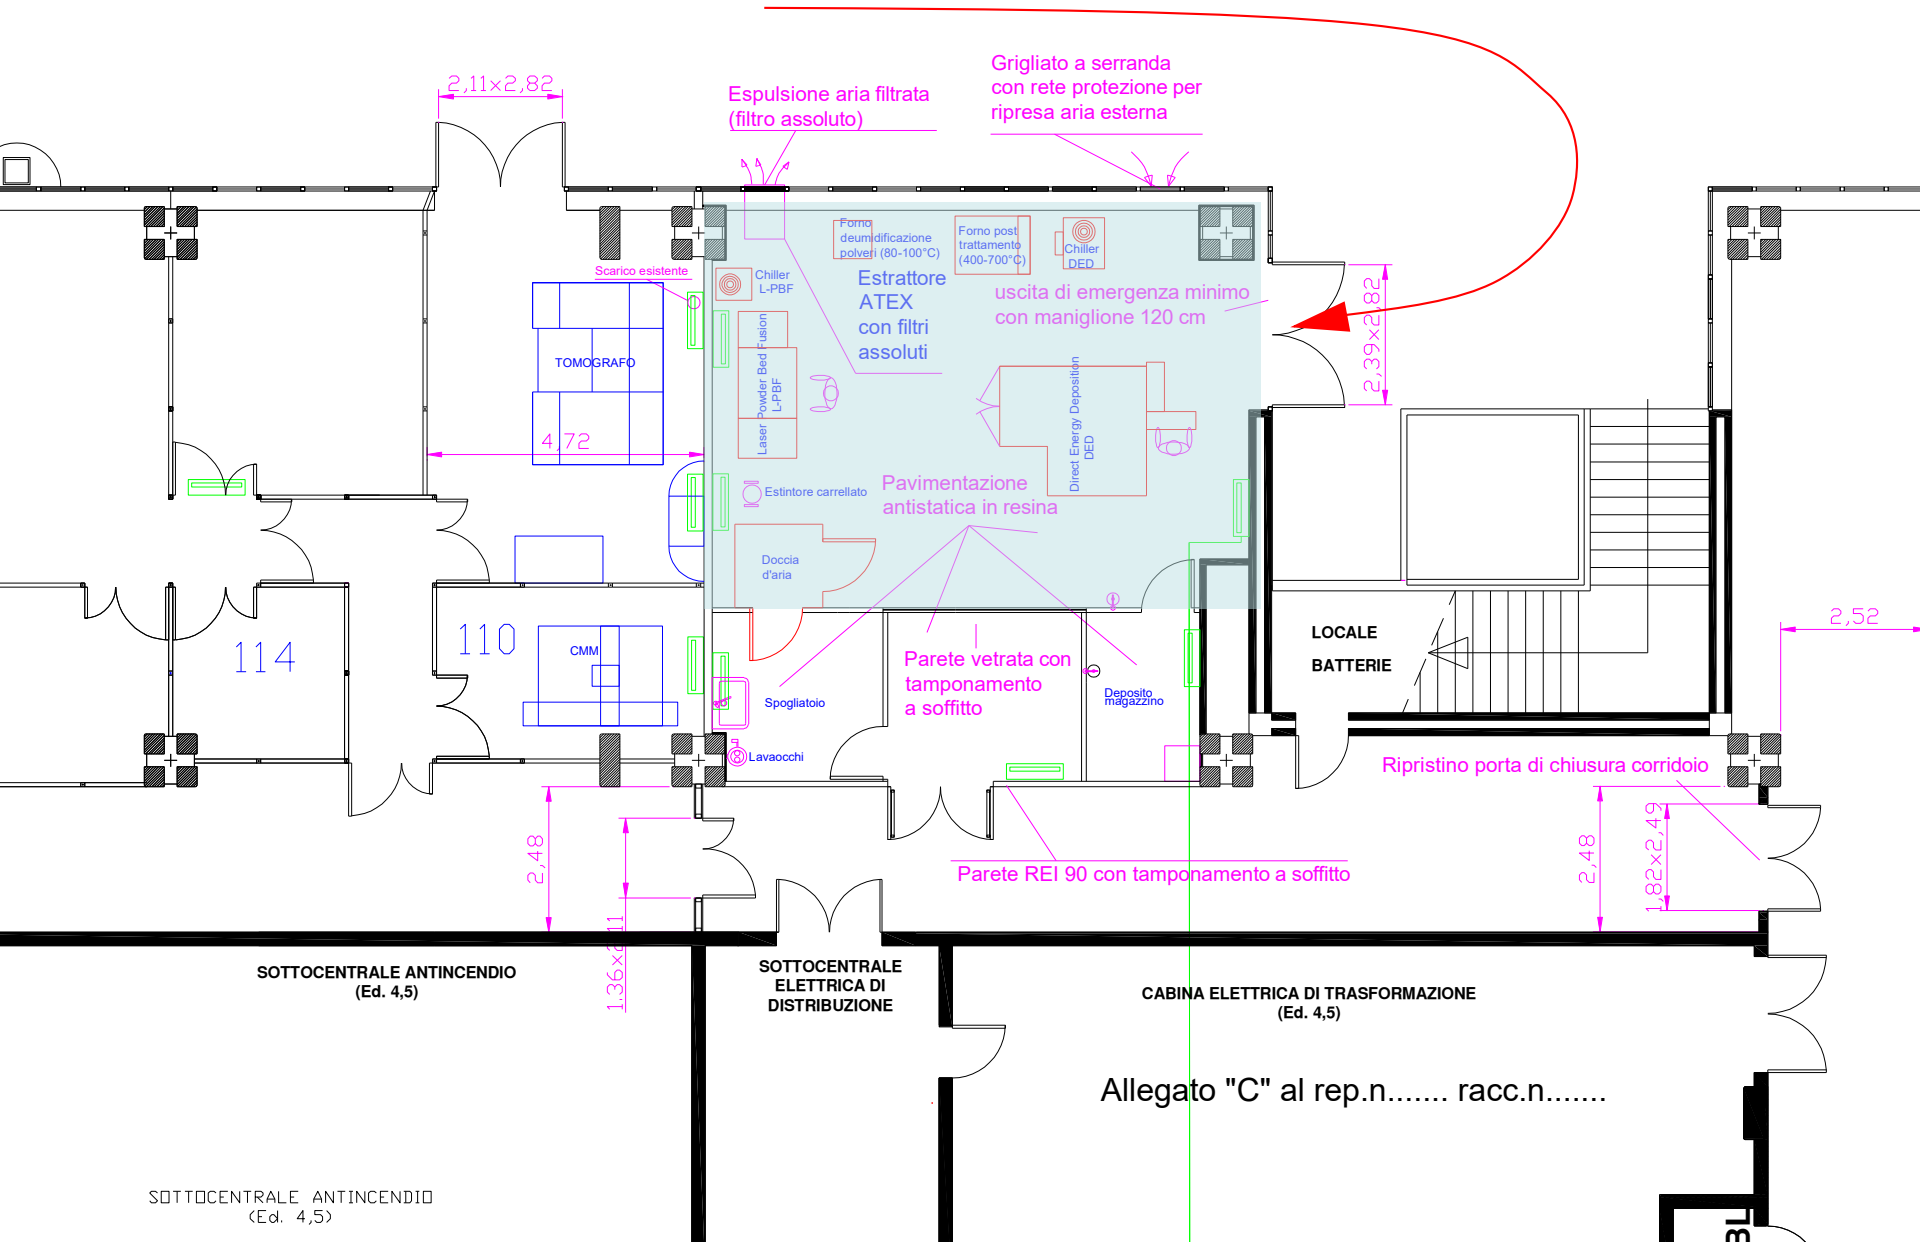 Grigliato a serranda
con rete protezione per
ripresa aria esterna
2,11x2,82
Espulsione aria filtrata
(filtro assoluto)
Forno
deumidificazione
polveri (80-100°C)
Forno post
trattamento
(400-700°C)
Chiller
DED
Scarico esistente
Chiller
L-PBF
Estrattore
ATEX
con filtri
assoluti
uscita di emergenza minimo
con maniglione 120 cm
2,39x2,82
TOMOGRAFO
Laser Powder Bed Fusion
L-PBF
Direct Energy Deposition
DED
4,72
Estintore carrellato
Pavimentazione
antistatica in resina
Doccia
d'aria
114
110
CMM
Parete vetrata con
tamponamento
a soffitto
Spogliatoio
Deposito
magazzino
Lavaocchi
LOCALE
BATTERIE
2,52
Ripristino porta di chiusura corridoio
2,48
1.36x2,11
2,48
1,82x2,49
Parete REI 90 con tamponamento a soffitto
SOTTOCENTRALE ANTINCENDIO
(Ed. 4,5)
SOTTOCENTRALE
ELETTRICA DI
DISTRIBUZIONE
CABINA ELETTRICA DI TRASFORMAZIONE
(Ed. 4,5)
Allegato "C" al rep.n....... racc.n.......
SOTTOCENTRALE ANTINCENDIO
(Ed. 4,5)
BL